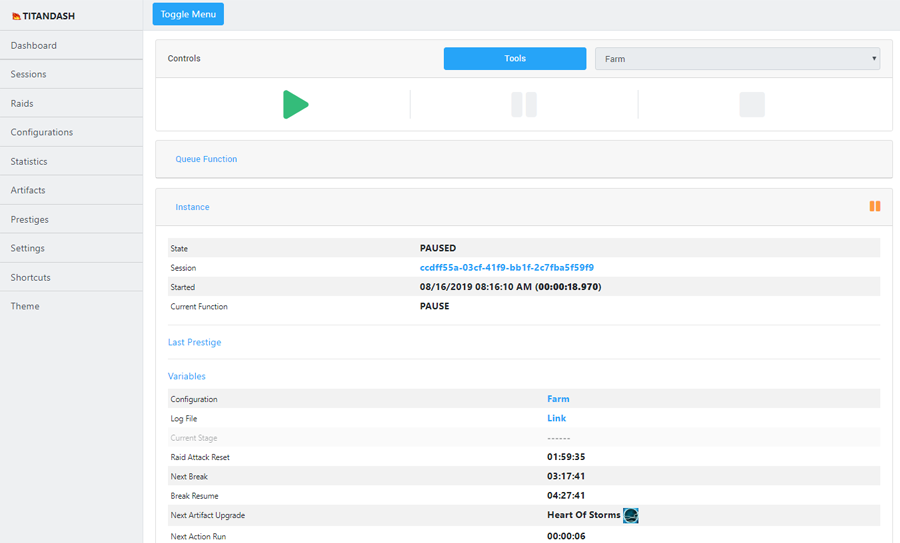 TITANDASH
Toggle Menu
Dashboard
Sessions
Raids
Configurations
Statistics
Artifacts
Prestiges
Settings
Shortcuts
Theme
Controls
Tools
Farm
Queue Function
Instance
State PAUSED
Session ccdff55a-03cf-41f9-bb1f-2c7fba5f59f9
Started 08/16/2019 08:16:10 AM (00:00:18.970)
Current Function PAUSE
Last Prestige
Variables
Configuration Farm
Log File Link
Current Stage ------
Raid Attack Reset 01:59:35
Next Break 03:17:41
Break Resume 04:27:41
Next Artifact Upgrade Heart Of Storms
Next Action Run 00:00:06